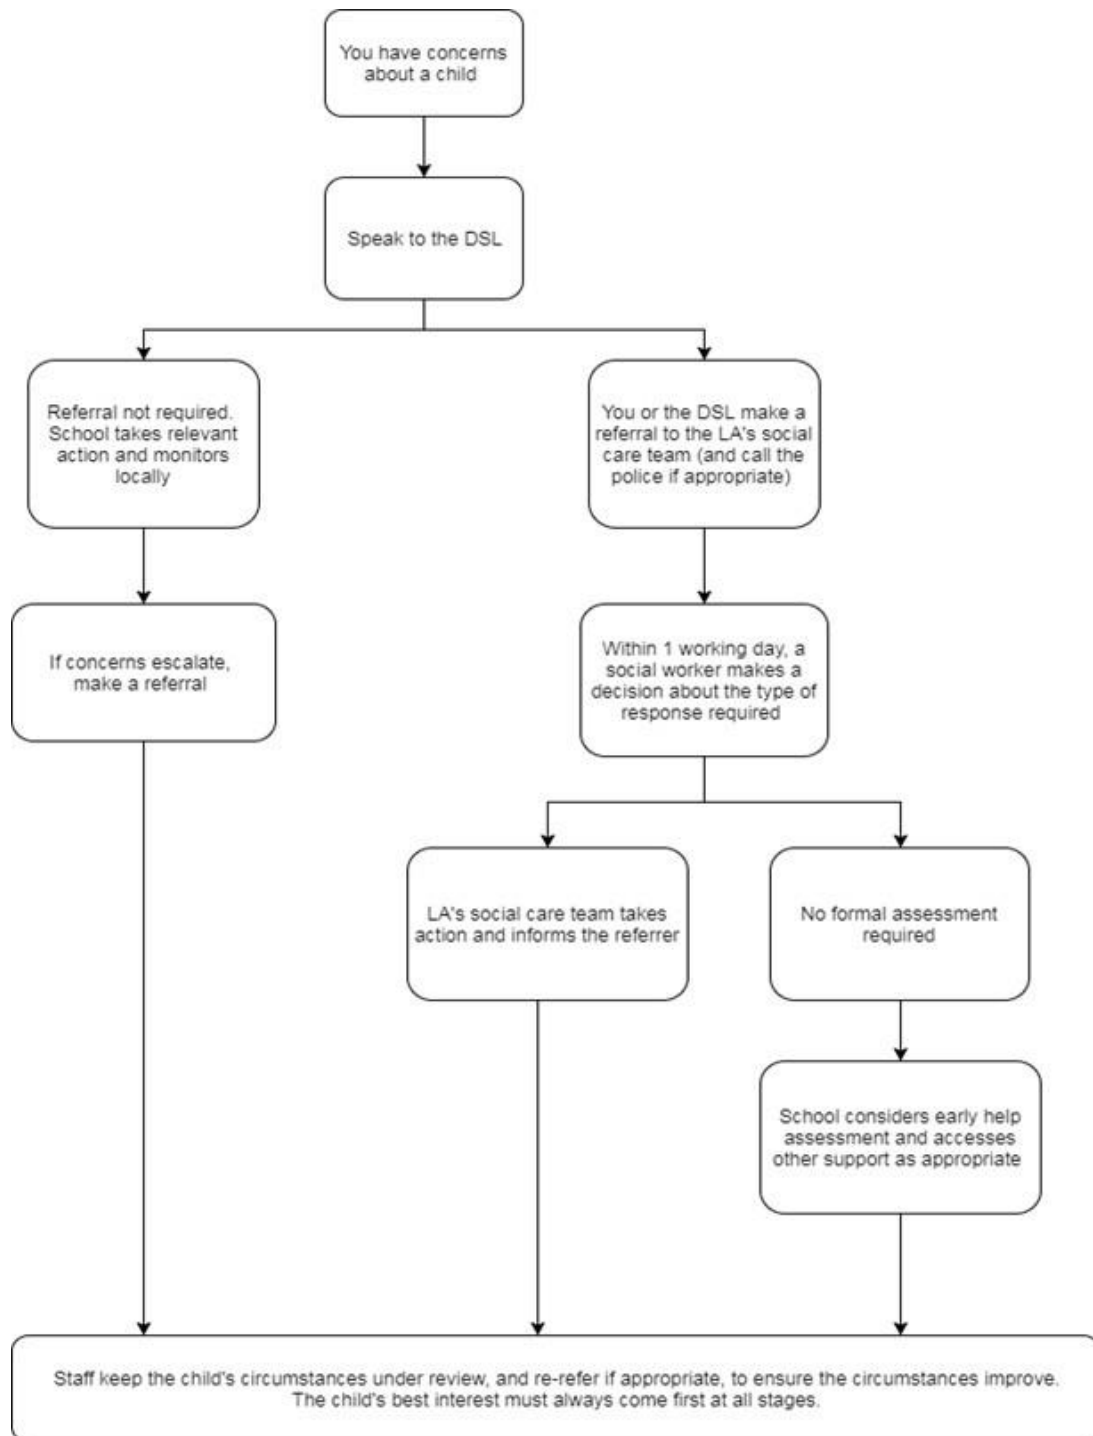 You have concerns
about a child
Speak to the DSL
Referral not required.
School takes relevant
action and monitors
locally
You or the DSL make a
referral to the LA's social
care team (and call the
police if appropriate)
If concerns escalate,
make a referral
Within 1 working day, a
social worker makes a
decision about the type of
response required
LA's social care team takes
action and informs the referrer
No formal assessment
required
School considers early help
assessment and accesses
other support as appropriate
Staff keep the child's circumstances under review, and re-refer if appropriate, to ensure the circumstances improve.
The child's best interest must always come first at all stages.